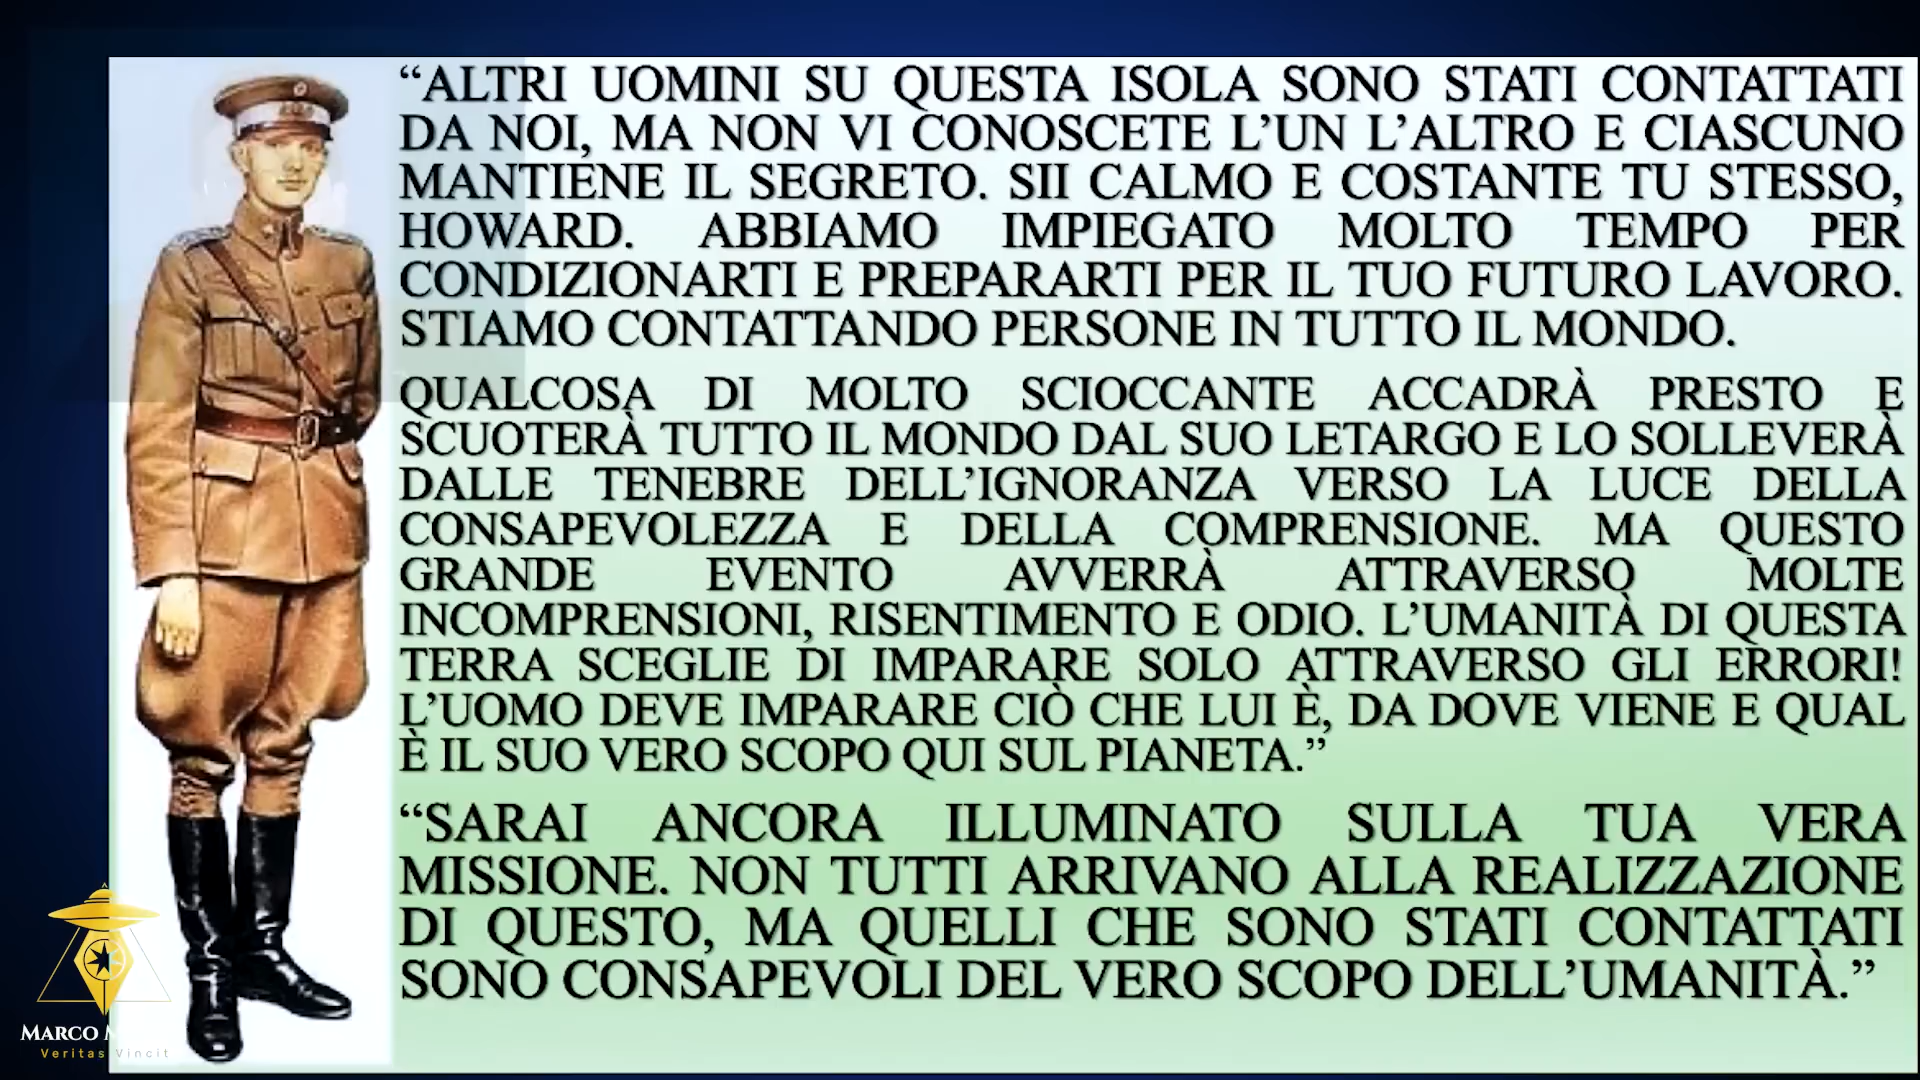 “ALTRI UOMINI SU QUESTA ISOLA SONO STATI CONTATTATI
DA NOI, MA NON VI CONOSCETE L’UN L’ALTRO E CIASCUNO
MANTIENE IL SEGRETO. SII CALMO E COSTANTE TU STESSO,
HOWARD. ABBIAMO IMPIEGATO MOLTO TEMPO PER
CONDIZIONARTI E PREPARARTI PER IL TUO FUTURO LAVORO.
STIAMO CONTATTANDO PERSONE IN TUTTO IL MONDO.
QUALCOSA DI MOLTO SCIOCCANTE ACCADRÀ PRESTO E
SCUOTERÀ TUTTO IL MONDO DAL SUO LETARGO E LO SOLLEVERÀ
DALLE TENEBRE DELL’IGNORANZA VERSO LA LUCE DELLA
CONSAPEVOLEZZA E DELLA COMPRENSIONE. MA QUESTO
GRANDE EVENTO AVVERRÀ ATTRAVERSO MOLTE
INCOMPRENSIONI, RISENTIMENTO E ODIO. L’UMANITÀ DI QUESTA
TERRA SCEGLIE DI IMPARARE SOLO ATTRAVERSO GLI ERRORI!
L’UOMO DEVE IMPARARE CIÒ CHE LUI È, DA DOVE VIENE E QUAL
È IL SUO VERO SCOPO QUI SUL PIANETA.”
“SARAI ANCORA ILLUMINATO SULLA TUA VERA
MISSIONE. NON TUTTI ARRIVANO ALLA REALIZZAZIONE
DI QUESTO, MA QUELLI CHE SONO STATI CONTATTATI
SONO CONSAPEVOLI DEL VERO SCOPO DELL’UMANITÀ.”
MARCO
Veritas Vincit